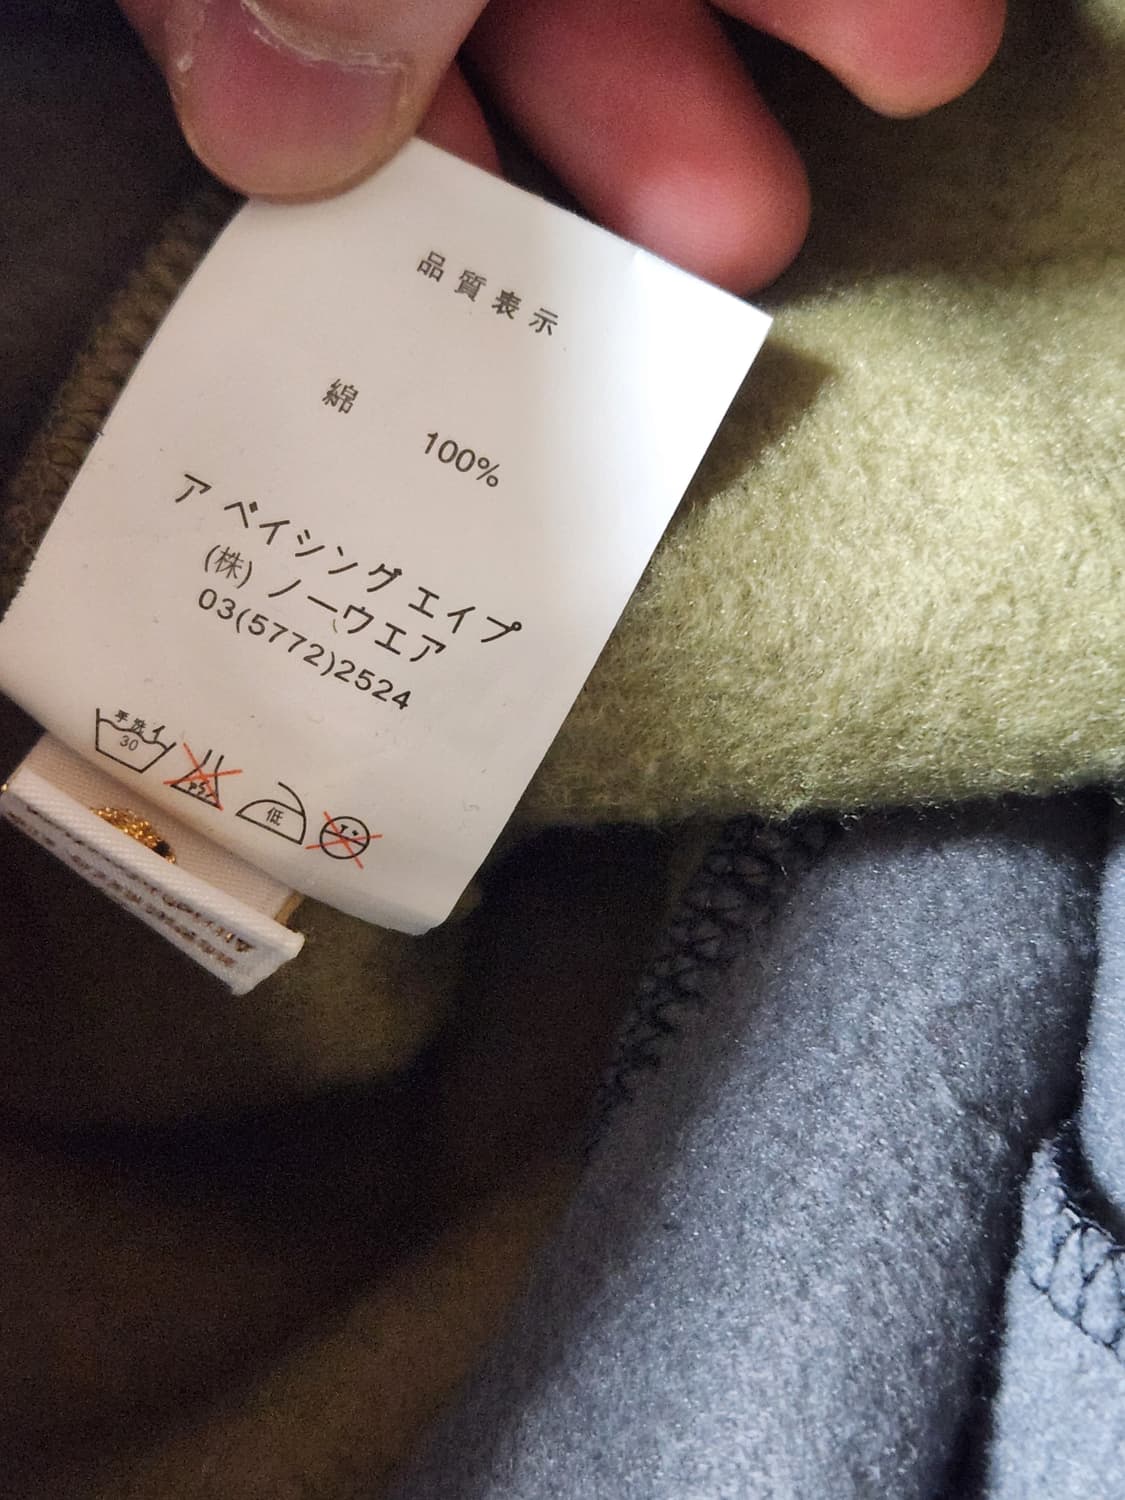 品質表示
綿
100%
ア ベイシング エイプ
(株) ノーウエア
03(5772)2524
手洗イ
30
低